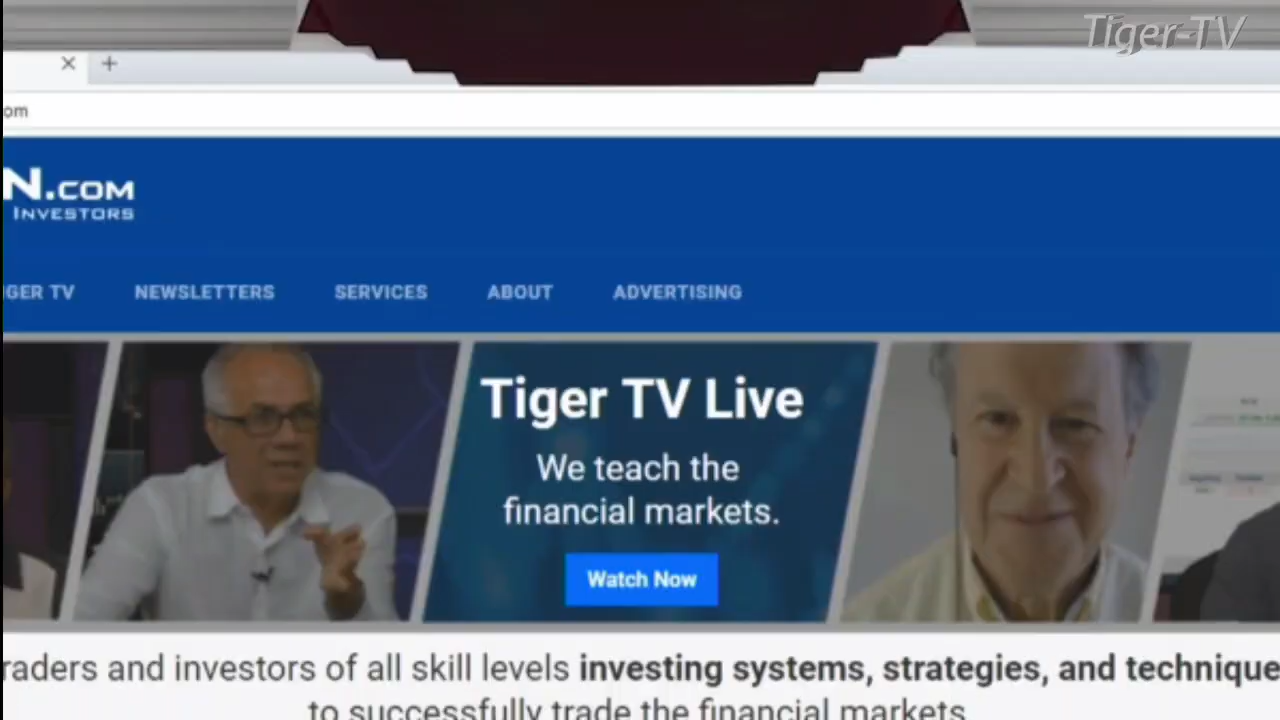 Tiger-TV
om
N.COM
INVESTORS
IGER TV NEWSLETTERS SERVICES ABOUT ADVERTISING
Tiger TV Live
We teach the
financial markets.
Watch Now
raders and investors of all skill levels investing systems, strategies, and technique
to successfully trade the financial markets